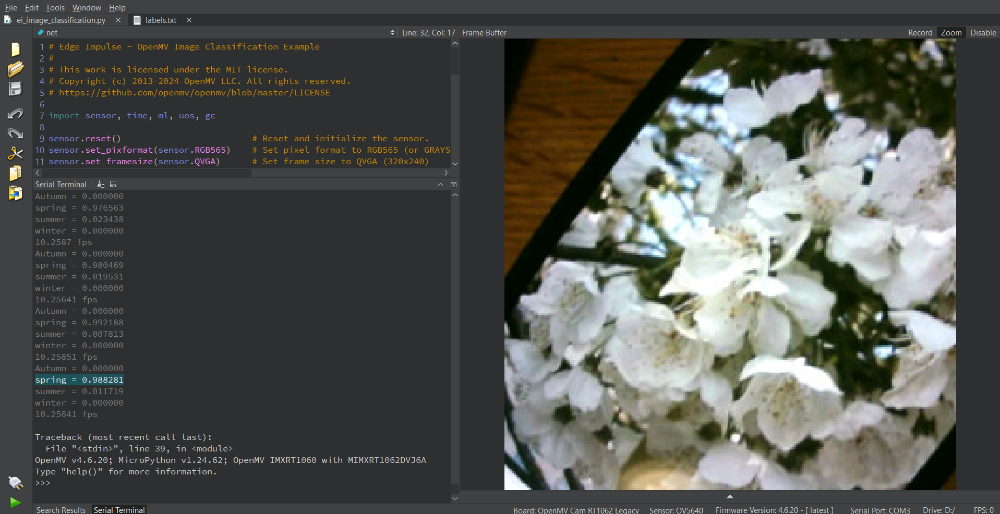 File Edit Tools Window Help
ei_image_classification.py labels.txt
net Line: 32, Col: 17 Frame Buffer Record Zoom Disable
1 # Edge Impulse - OpenMV Image Classification Example
2 #
3 # This work is licensed under the MIT license.
4 # Copyright (c) 2013-2024 OpenMV LLC. All rights reserved.
5 # https://github.com/openmv/openmv/blob/master/LICENSE
6
7 import sensor, time, ml, uos, gc
8
9 sensor.reset() # Reset and initialize the sensor.
10 sensor.set_pixformat(sensor.RGB565) # Set pixel format to RGB565 (or GRAYS
11 sensor.set_framesize(sensor.QVGA) # Set frame size to QVGA (320x240)
Serial Terminal
Autumn = 0.000000
spring = 0.976563
summer = 0.023438
winter = 0.000000
10.2587 fps
Autumn = 0.000000
spring = 0.980469
summer = 0.019531
winter = 0.000000
10.25641 fps
Autumn = 0.000000
spring = 0.992188
summer = 0.007813
winter = 0.000000
10.25851 fps
Autumn = 0.000000
spring = 0.988281
summer = 0.011719
winter = 0.000000
10.25641 fps
Traceback (most recent call last):
File "<stdin>", line 39, in <module>
OpenMV v4.6.20; MicroPython v1.24.62; OpenMV IMXRT1060 with MIMXRT1062DVJ6A
Type "help()" for more information.
>>>
Search Results Serial Terminal Board: OpenMV Cam RT1062 Legacy Sensor: OV5640 Firmware Version: 4.6.20 - [ latest ] Serial Port: COM3 Drive: D:/ FPS: 0